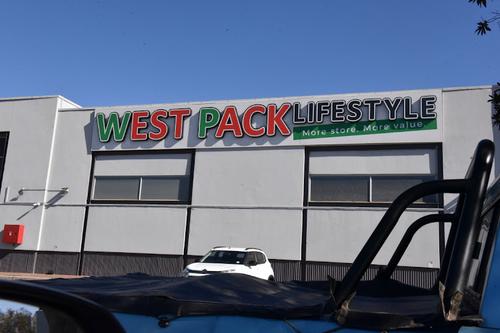 WEST PACK LIFESTYLE
More store. More value.